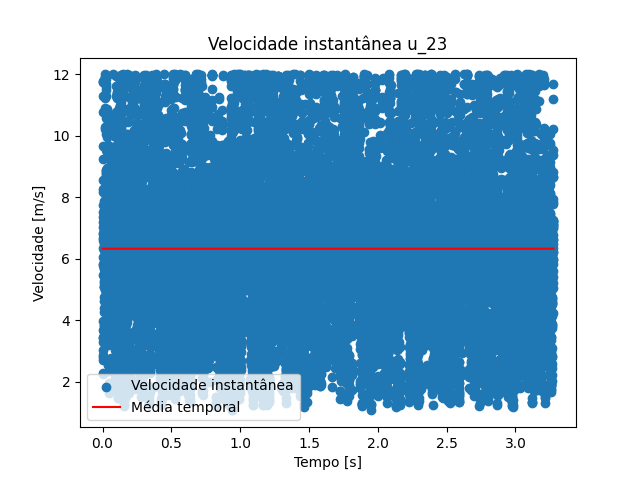 Velocidade instantânea u_23
12
10
8
6
4
2
Velocidade [m/s]
Velocidade instantânea
Média temporal
0.0 0.5 1.0 1.5 2.0 2.5 3.0
Tempo [s]